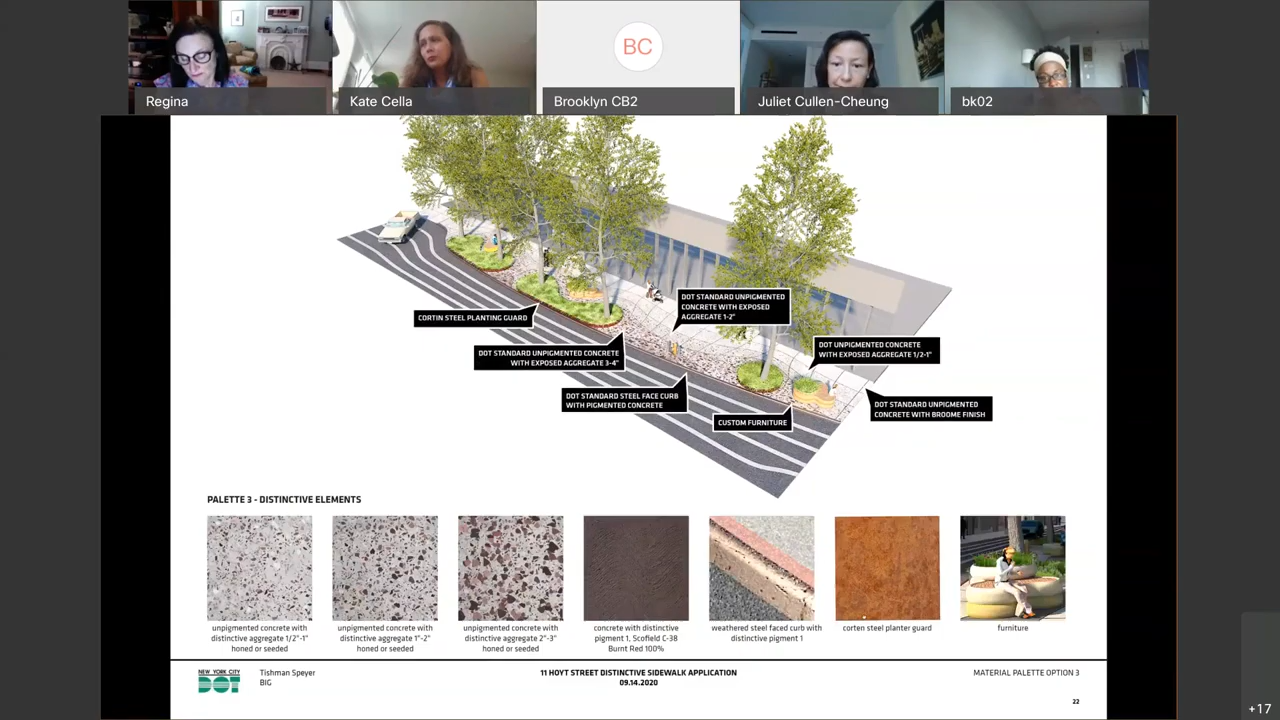 BC
Regina
Kate Cella
Brooklyn CB2
Juliet Cullen-Cheung
bk02
CORTIN STEEL PLANTING GUARD
DOT STANDARD UNPIGMENTED
CONCRETE WITH EXPOSED
AGGREGATE 1-2"
DOT STANDARD UNPIGMENTED CONCRETE
WITH EXPOSED AGGREGATE 3-4"
DOT UNPIGMENTED CONCRETE
WITH EXPOSED AGGREGATE 1/2-1"
DOT STANDARD STEEL FACE CURB
WITH PIGMENTED CONCRETE
CUSTOM FURNITURE
DOT STANDARD UNPIGMENTED
CONCRETE WITH BROOME FINISH
PALETTE 3 - DISTINCTIVE ELEMENTS
unpigmented concrete with
distinctive aggregate 1/2"-1"
honed or seeded
unpigmented concrete with
distinctive aggregate 1"-2"
honed or seeded
unpigmented concrete with
distinctive aggregate 2"-3"
honed or seeded
concrete with distinctive
pigment 1, Scofield C-38
Burnt Red 100%
weathered steel faced curb with
distinctive pigment 1
corten steel planter guard
furniture
NEW YORK CITY
DOT
Tishman Speyer
BIG
11 HOYT STREET DISTINCTIVE SIDEWALK APPLICATION
09.14.2020
MATERIAL PALETTE OPTION 3
22
+17